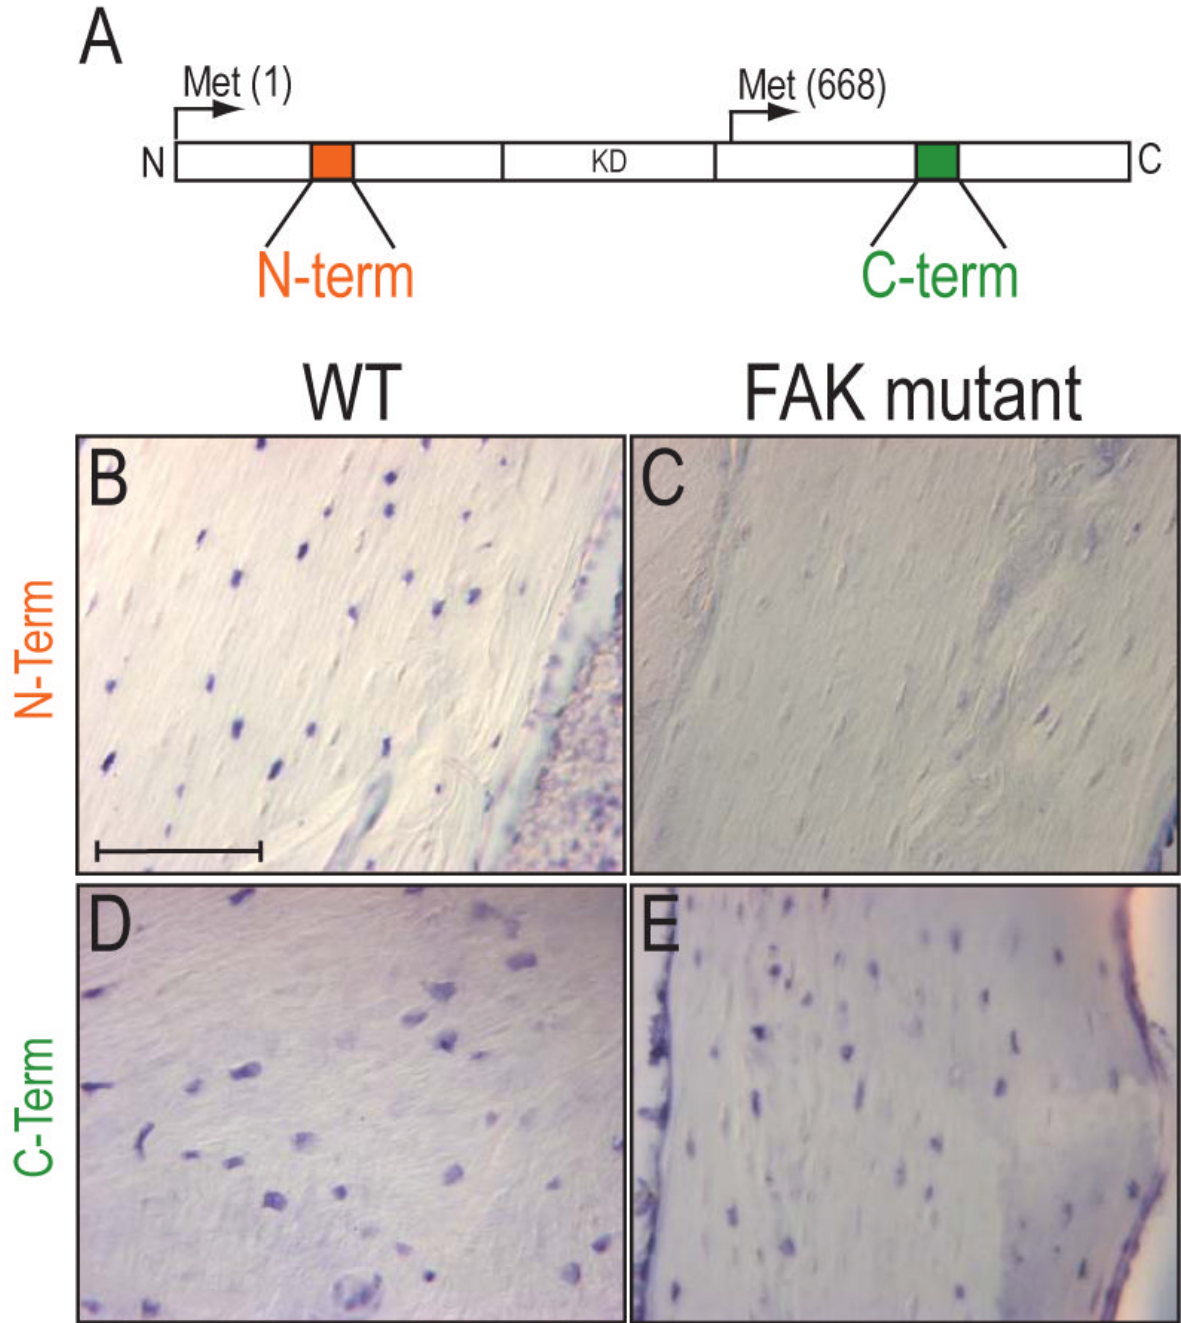 A
Met (1)
Met (668)
N
KD
C
N-term
C-term
WT
FAK mutant
B
C
N-Term
D
E
C-Term